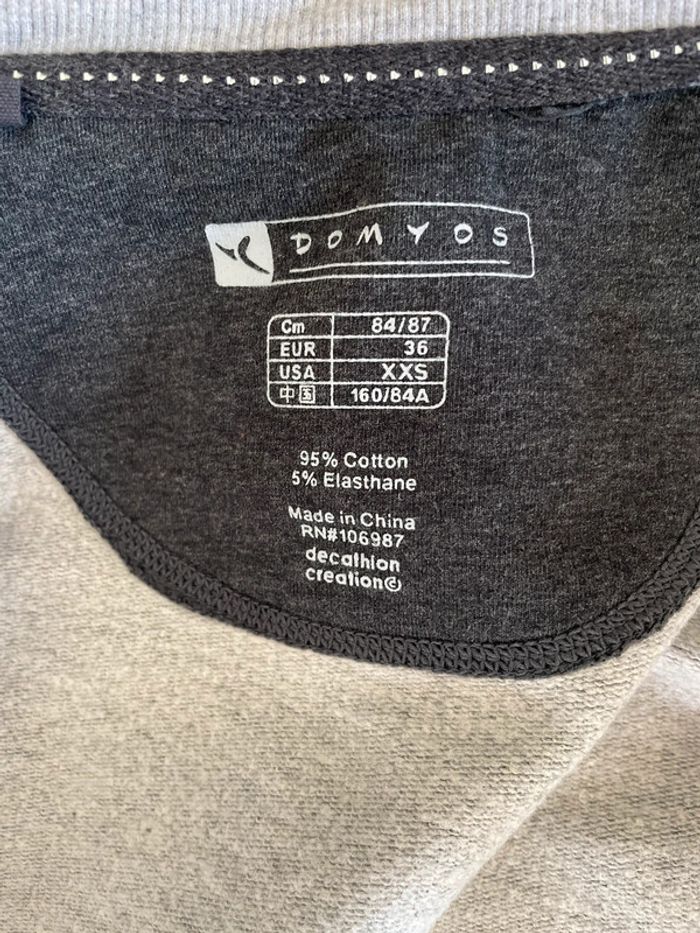 DOMYOS
Cm 84/87
EUR 36
USA XXS
中国 160/84A
95% Cotton
5% Elasthane
Made in China
RN#106987
decathlon
creation©